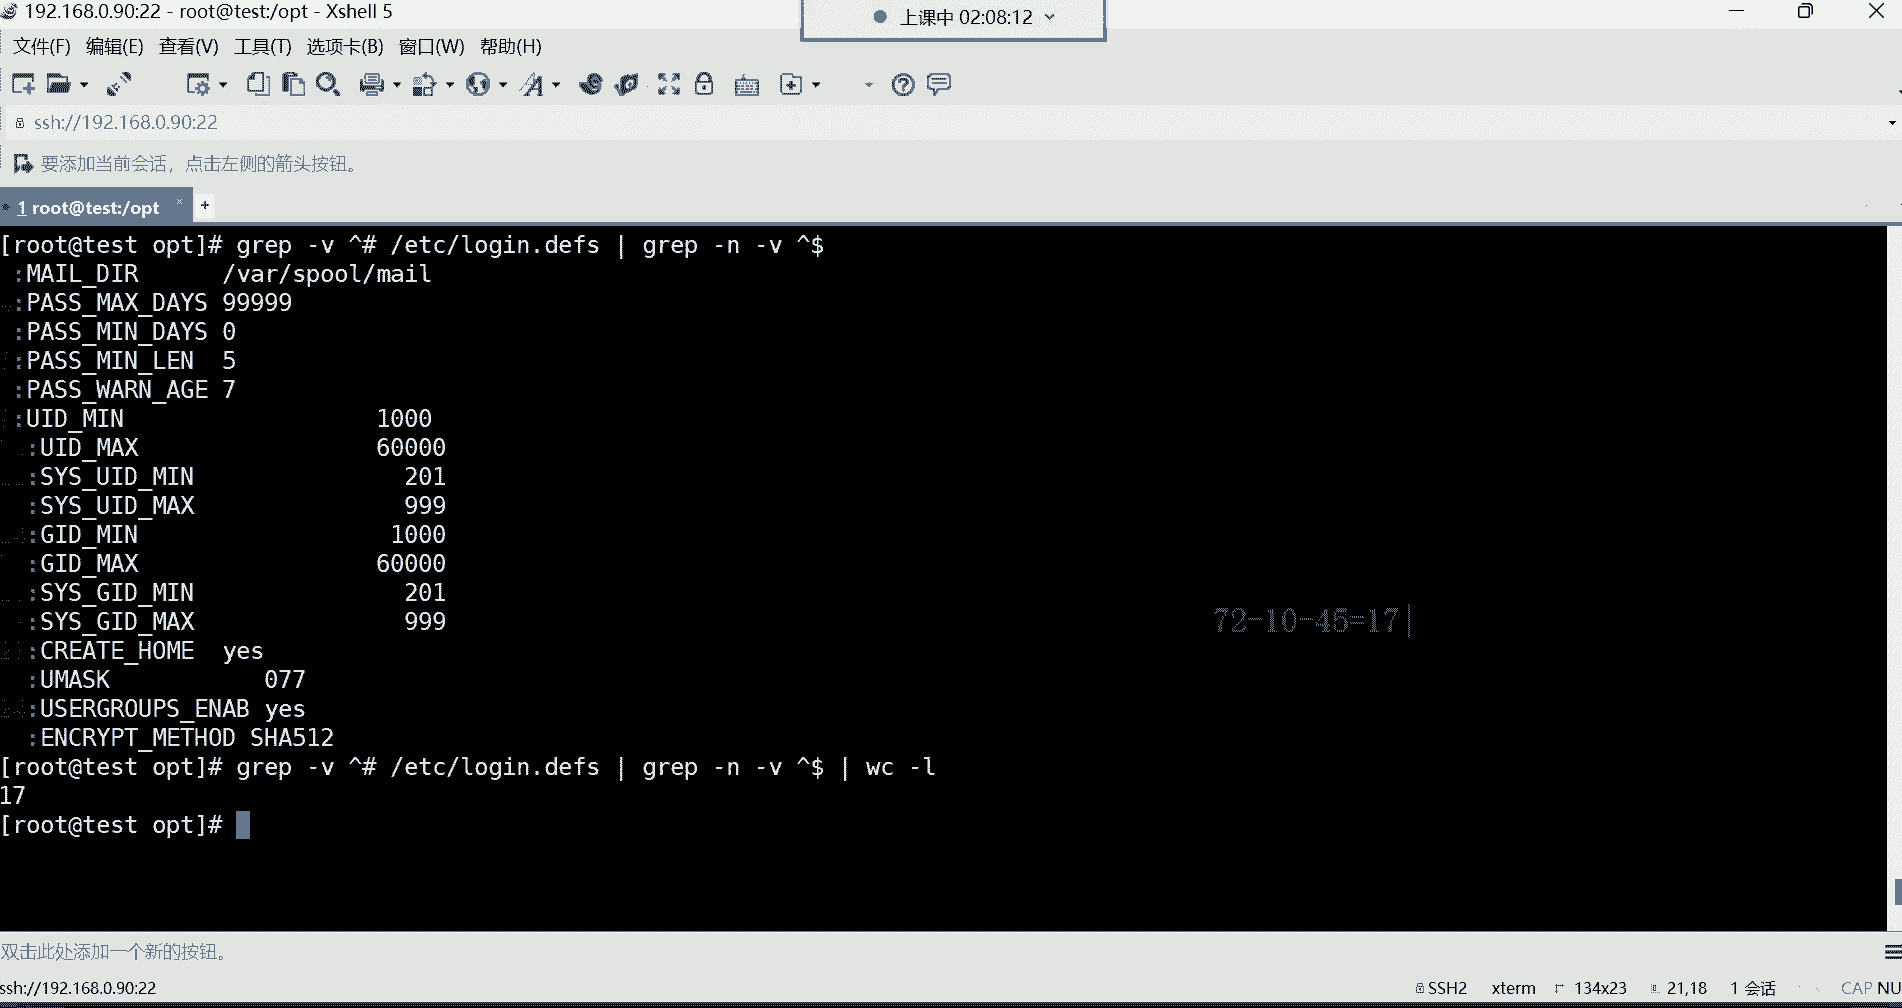 192.168.0.90:22 - root@test:/opt - Xshell 5
上课中 02:08:12
文件(F) 编辑(E) 查看(V) 工具(T) 选项卡(B) 窗口(W) 帮助(H)
ssh://192.168.0.90:22
要添加当前会话，点击左侧的箭头按钮。
1 root@test:/opt
[root@test opt]# grep -v ^# /etc/login.defs | grep -n -v ^$
:MAIL_DIR /var/spool/mail
:PASS_MAX_DAYS 99999
:PASS_MIN_DAYS 0
:PASS_MIN_LEN 5
:PASS_WARN_AGE 7
:UID_MIN 1000
:UID_MAX 60000
:SYS_UID_MIN 201
:SYS_UID_MAX 999
:GID_MIN 1000
:GID_MAX 60000
:SYS_GID_MIN 201
:SYS_GID_MAX 999
:CREATE_HOME yes
:UMASK 077
:USERGROUPS_ENAB yes
:ENCRYPT_METHOD SHA512
72-10-45=17
[root@test opt]# grep -v ^# /etc/login.defs | grep -n -v ^$ | wc -l
17
[root@test opt]#
双击此处添加一个新的按钮。
ssh://192.168.0.90:22 SSH2 xterm 134x23 21,18 1 会话 CAP NU